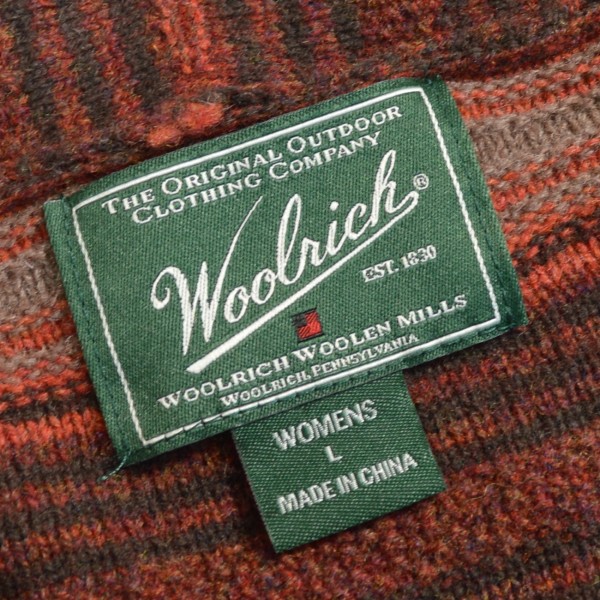 THE ORIGINAL OUTDOOR
CLOTHING COMPANY
Woolrich®
EST. 1830
WOOLRICH WOOLEN MILLS
WOOLRICH, PENNSYLVANIA
WOMENS
L
MADE IN CHINA